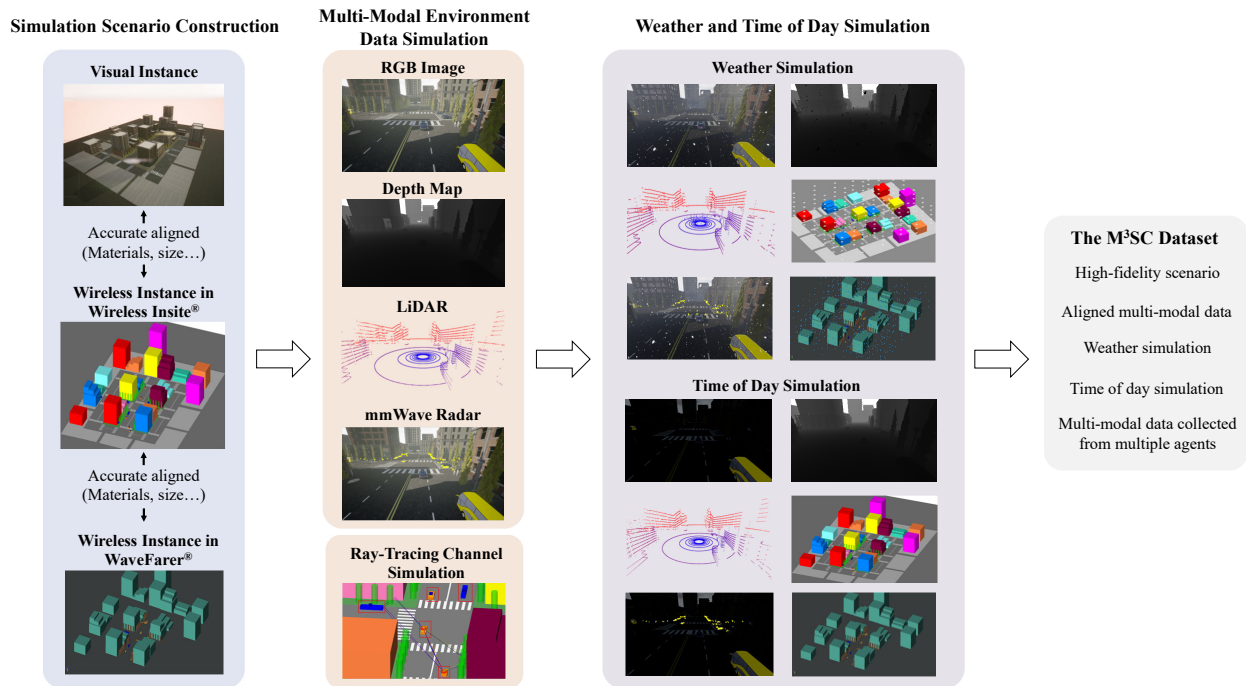 Simulation Scenario Construction
Visual Instance
Accurate aligned
(Materials, size…)
Wireless Instance in
Wireless Insite®
Accurate aligned
(Materials, size…)
Wireless Instance in
WaveFarer®
Multi-Modal Environment
Data Simulation
RGB Image
Depth Map
LiDAR
mmWave Radar
Ray-Tracing Channel
Simulation
Weather and Time of Day Simulation
Weather Simulation
Time of Day Simulation
The M³SC Dataset
High-fidelity scenario
Aligned multi-modal data
Weather simulation
Time of day simulation
Multi-modal data collected
from multiple agents